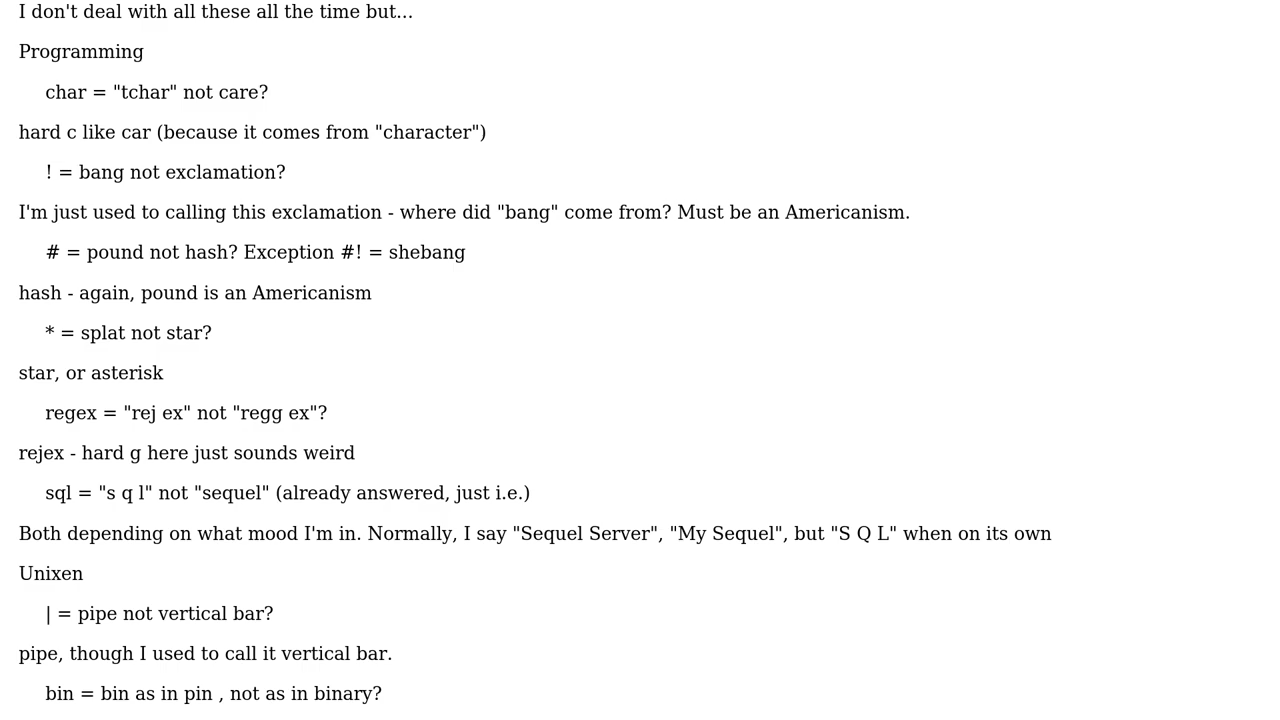 I don't deal with all these all the time but...
Programming
char = "tchar" not care?
hard c like car (because it comes from "character")
! = bang not exclamation?
I'm just used to calling this exclamation - where did "bang" come from? Must be an Americanism.
# = pound not hash? Exception #! = shebang
hash - again, pound is an Americanism
* = splat not star?
star, or asterisk
regex = "rej ex" not "regg ex"?
rejex - hard g here just sounds weird
sql = "s q l" not "sequel" (already answered, just i.e.)
Both depending on what mood I'm in. Normally, I say "Sequel Server", "My Sequel", but "S Q L" when on its own
Unixen
| = pipe not vertical bar?
pipe, though I used to call it vertical bar.
bin = bin as in pin , not as in binary?